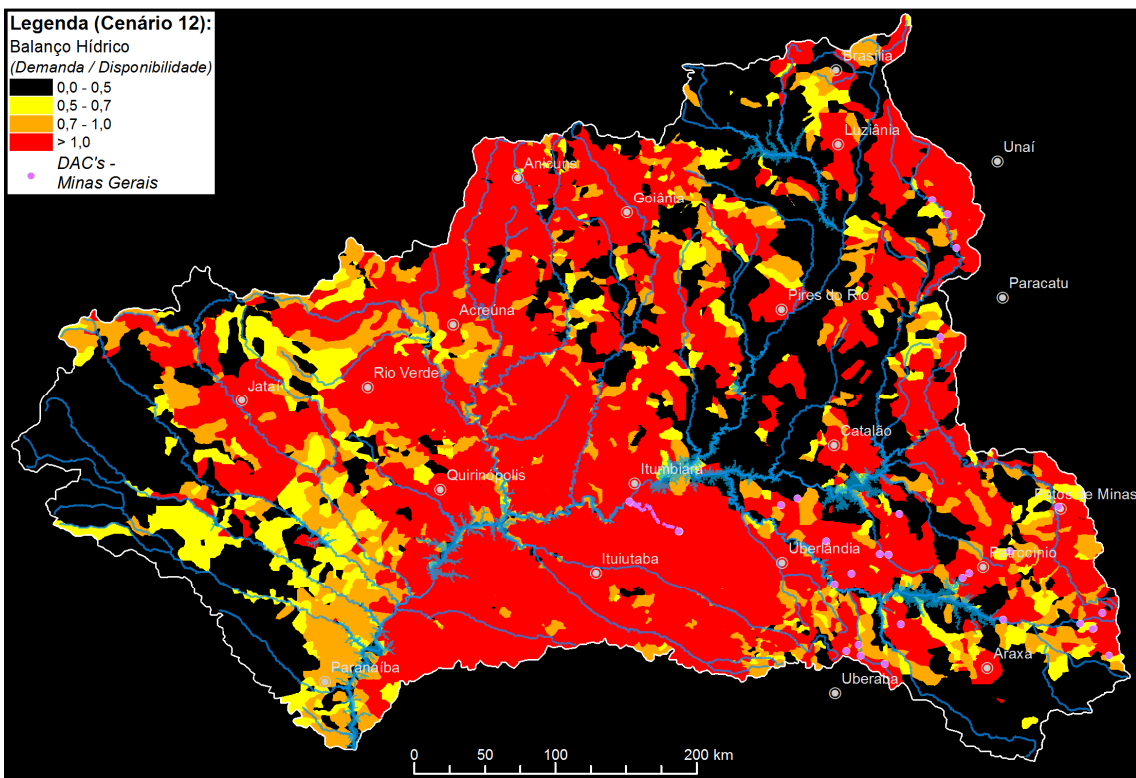 Legenda (Cenário 12):
Balanço Hídrico
(Demanda / Disponibilidade)
0,0 - 0,5
0,5 - 0,7
0,7 - 1,0
> 1,0
DAC's -
Minas Gerais
Brasília
Luziânia
Unaí
Anicuns
Goiânia
Paracatu
Pires do Rio
Acreúna
Rio Verde
Jataí
Catalão
Itumbiara
Quirinópolis
Patos de Minas
Uberlândia
Patrocínio
Ituiutaba
Araxá
Paranaíba
Uberaba
0 50 100 200 km